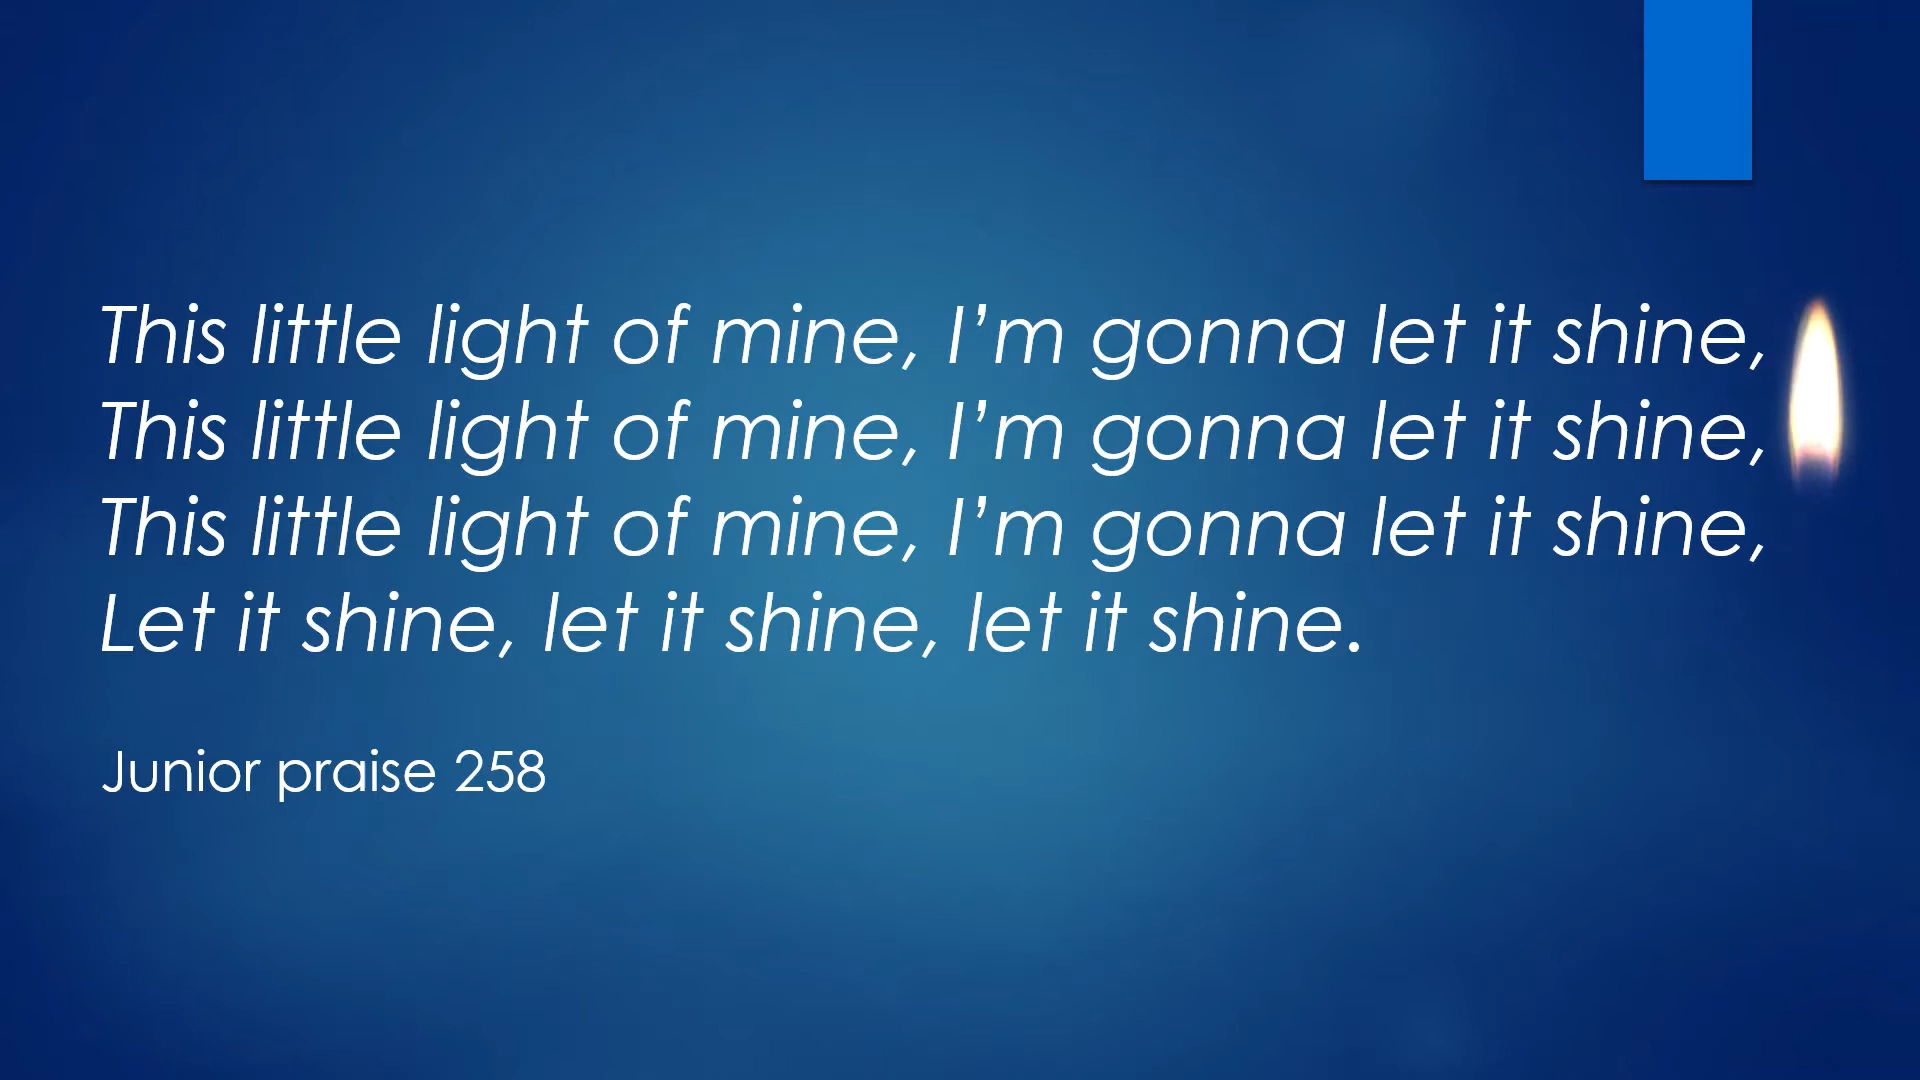 This little light of mine, I’m gonna let it shine,
This little light of mine, I’m gonna let it shine,
This little light of mine, I’m gonna let it shine,
Let it shine, let it shine, let it shine.
Junior praise 258